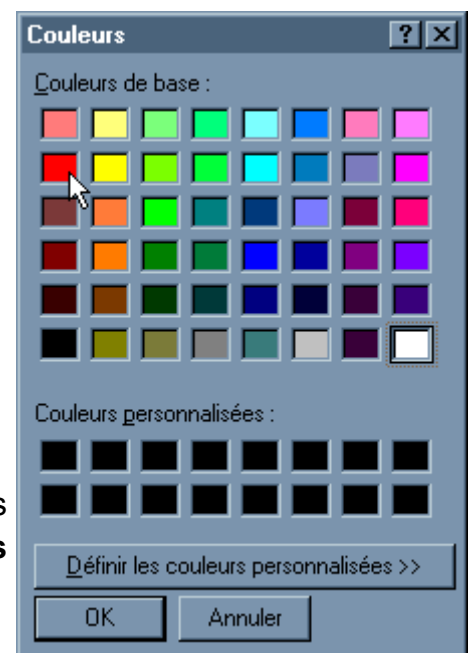 Couleurs ? ×
Couleurs de base :
Couleurs personnalisées :
s
s
Définir les couleurs personnalisées >>
OK Annuler